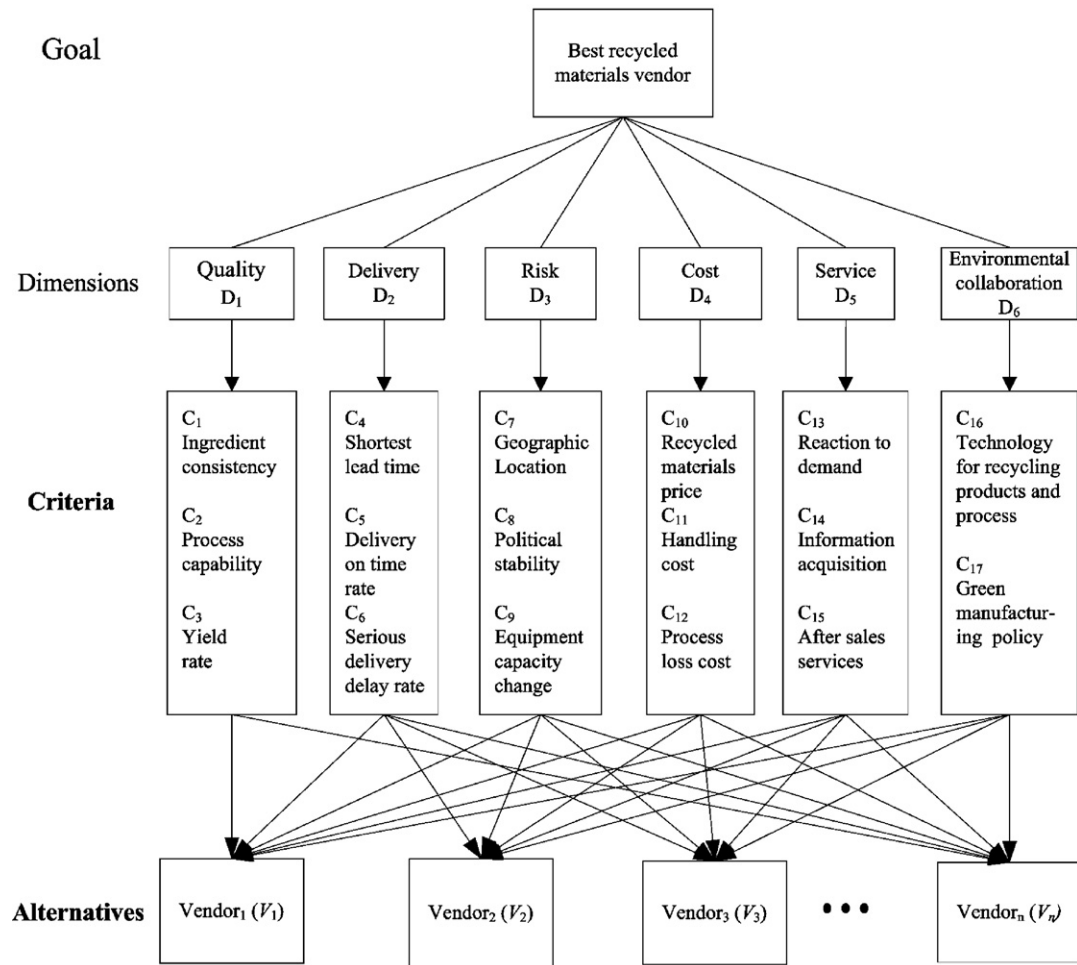 Goal
Best recycled
materials vendor
Dimensions
Quality
D₁
Delivery
D₂
Risk
D₃
Cost
D₄
Service
D₅
Environmental
collaboration
D₆
Criteria
C₁
Ingredient
consistency
C₂
Process
capability
C₃
Yield
rate
C₄
Shortest
lead time
C₅
Delivery
on time
rate
C₆
Serious
delivery
delay rate
C₇
Geographic
Location
C₈
Political
stability
C₉
Equipment
capacity
change
C₁₀
Recycled
materials
price
C₁₁
Handling
cost
C₁₂
Process
loss cost
C₁₃
Reaction to
demand
C₁₄
Information
acquisition
C₁₅
After sales
services
C₁₆
Technology
for recycling
products and
process
C₁₇
Green
manufactur-
ing policy
Alternatives
Vendor₁ (V₁)
Vendor₂ (V₂)
Vendor₃ (V₃)
• • •
Vendorₙ (Vₙ)